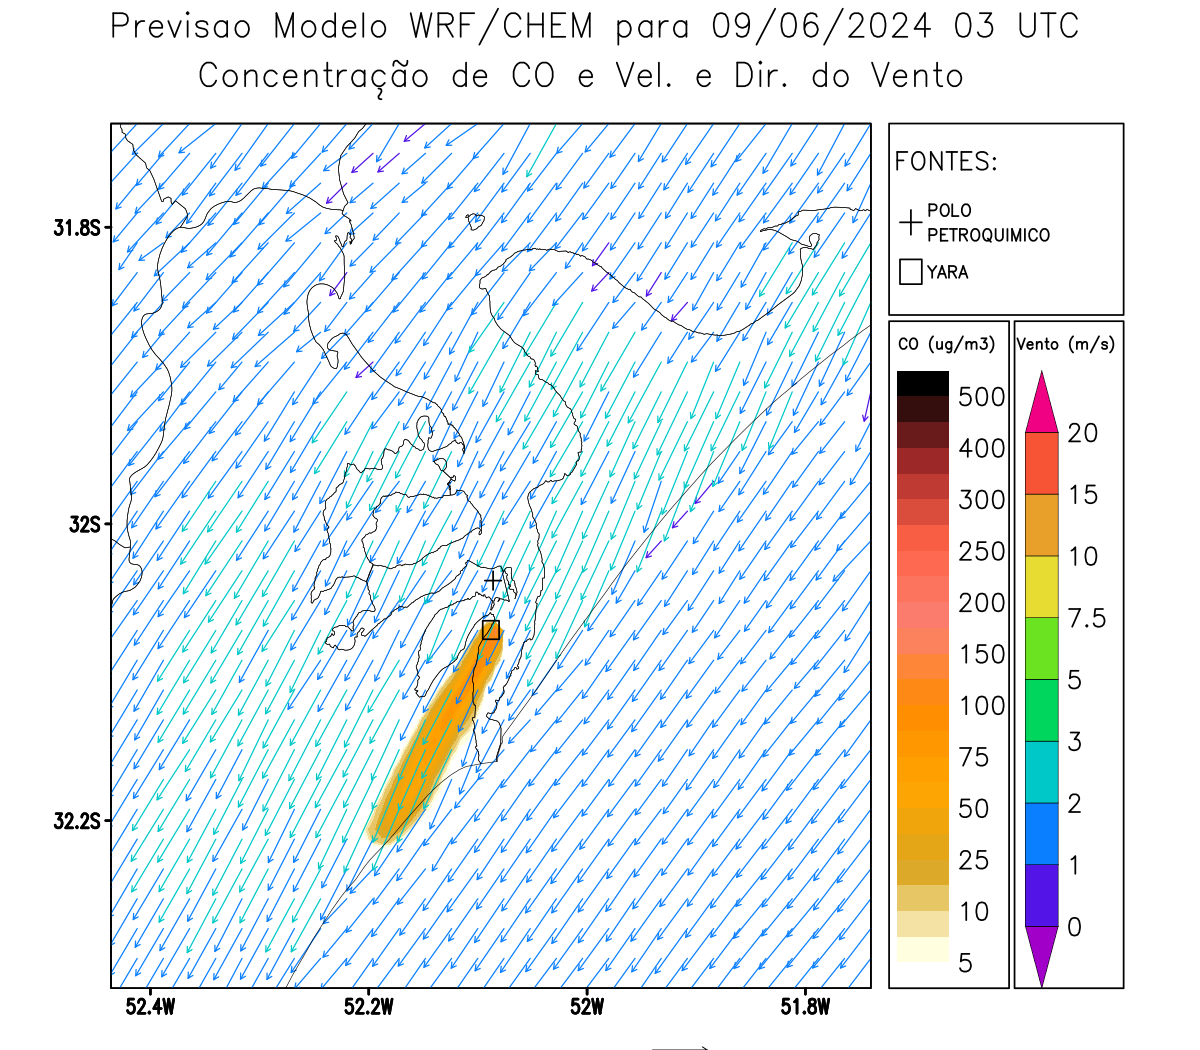 Previsao Modelo WRF/CHEM para 09/06/2024 03 UTC
Concentração de CO e Vel. e Dir. do Vento
FONTES:
POLO
PETROQUIMICO
YARA
CO (ug/m3)
500
400
300
250
200
150
100
75
50
25
10
5
Vento (m/s)
20
15
10
7.5
5
3
2
1
0
31.8S
32S
32.2S
52.4W
52.2W
52W
51.8W